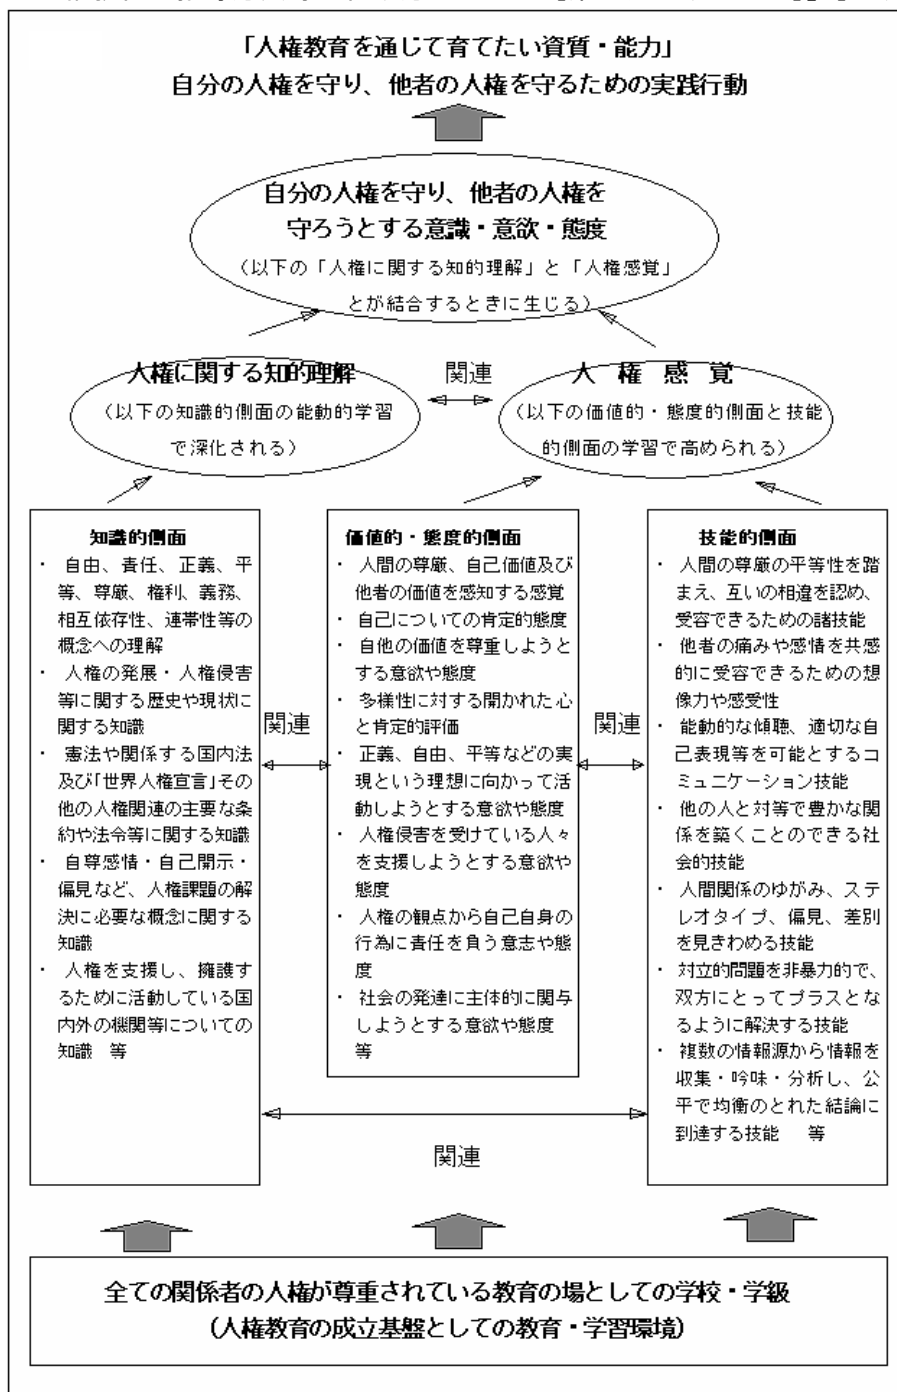 「人権教育を通じて育てたい資質・能力」
自分の人権を守り、他者の人権を守るための実践行動
自分の人権を守り、他者の人権を
守ろうとする意識・意欲・態度
(以下の「人権に関する知的理解」と「人権感覚」
とが結合するときに生じる)
人権に関する知的理解
(以下の知識的側面の能動的学習
で深化される)
関連
人 権 感 覚
(以下の価値的・態度的側面と技能
的側面の学習で高められる)
知識的側面
・ 自由、責任、正義、平
等、尊厳、権利、義務、
相互依存性、連帯性等の
概念への理解
・ 人権の発展・人権侵害
等に関する歴史や現状に
関する知識
・ 憲法や関係する国内法
及び「世界人権宣言」その
他の人権関連の主要な条
約や法令等に関する知識
・ 自尊感情・自己開示・
偏見など、人権課題の解
決に必要な概念に関する
知識
・ 人権を支援し、擁護す
るために活動している国
内外の機関等についての
知識 等
関連
価値的・態度的側面
・ 人間の尊厳、自己価値及び
他者の価値を感知する感覚
・ 自己についての肯定的態度
・ 自他の価値を尊重しようと
する意欲や態度
・ 多様性に対する開かれた心
と肯定的評価
・ 正義、自由、平等などの実
現という理想に向かって活
動しようとする意欲や態度
・ 人権侵害を受けている人々
を支援しようとする意欲や
態度
・ 人権の観点から自己自身の
行為に責任を負う意志や態
度
・ 社会の発達に主体的に関与
しようとする意欲や態度
等
関連
技能的側面
・ 人間の尊厳の平等性を踏
まえ、互いの相違を認め、
受容できるための諸技能
・ 他者の痛みや感情を共感
的に受容できるための想
像力や感受性
・ 能動的な傾聴、適切な自
己表現等を可能とするコ
ミュニケーション技能
・ 他の人と対等で豊かな関
係を築くことのできる社
会的技能
・ 人間関係のゆがみ、ステ
レオタイプ、偏見、差別
を見きわめる技能
・ 対立的問題を非暴力的で、
双方にとってプラスとな
るように解決する技能
・ 複数の情報源から情報を
収集・吟味・分析し、公
平で均衡のとれた結論に
到達する技能 等
関連
全ての関係者の人権が尊重されている教育の場としての学校・学級
(人権教育の成立基盤としての教育・学習環境)